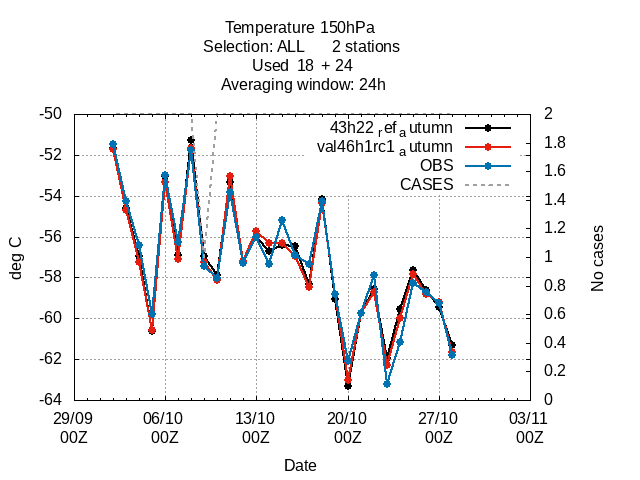 Temperature 150hPa
Selection: ALL 2 stations
Used 18 + 24
Averaging window: 24h
-50
-52
-54
-56
-58
-60
-62
-64
deg C
2
1.8
1.6
1.4
1.2
1
0.8
0.6
0.4
0.2
0
No cases
43h22_ref_autumn
val46h1rc1_autumn
OBS
CASES
29/09 06/10 13/10 20/10 27/10 03/11
00Z 00Z 00Z 00Z 00Z 00Z
Date